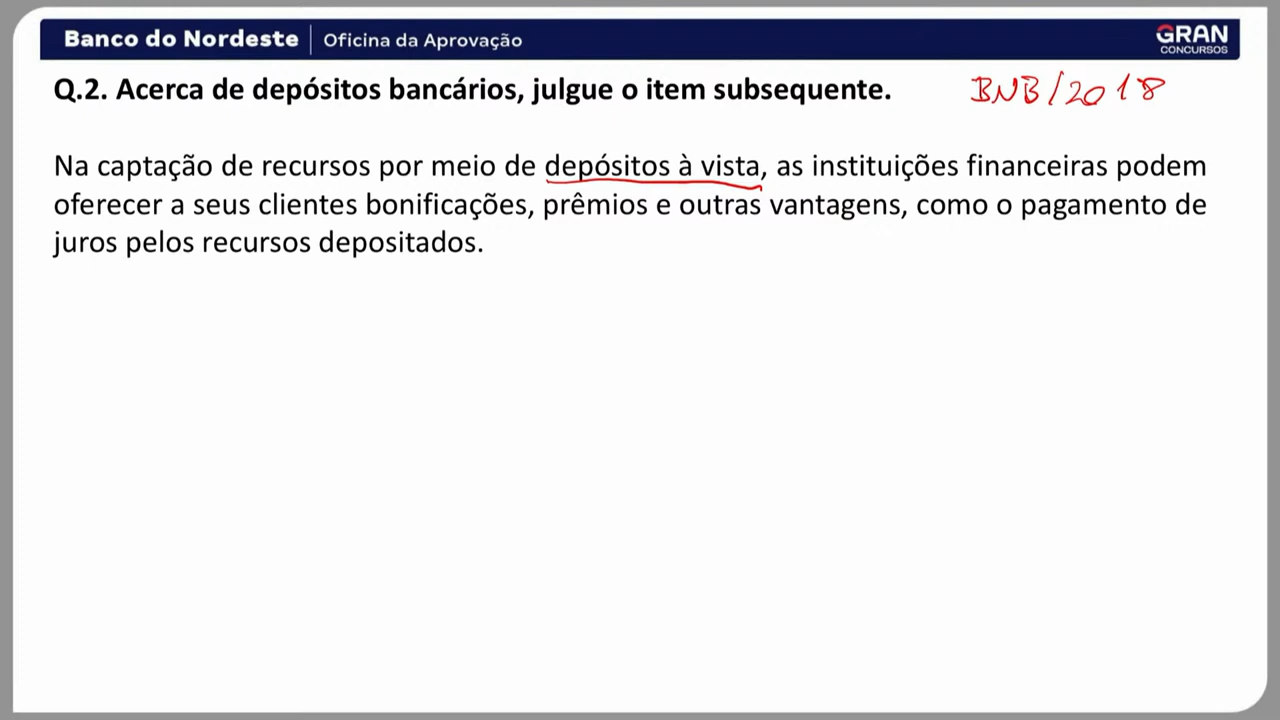 Banco do Nordeste | Oficina da Aprovação
GRAN
CONCURSOS
Q.2. Acerca de depósitos bancários, julgue o item subsequente.
BNB/2018
Na captação de recursos por meio de depósitos à vista, as instituições financeiras podem
oferecer a seus clientes bonificações, prêmios e outras vantagens, como o pagamento de
juros pelos recursos depositados.